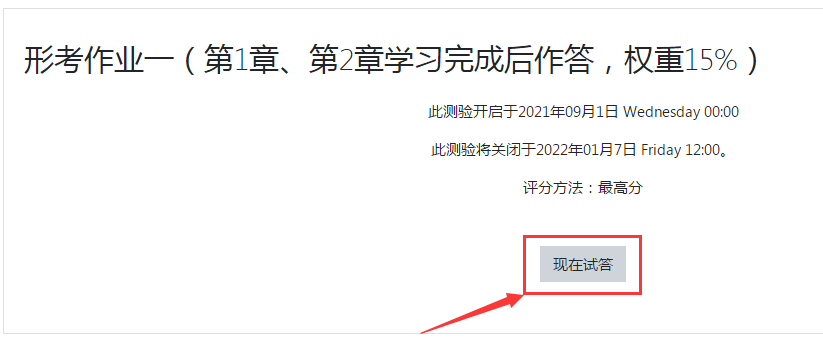 形考作业一（第1章、第2章学习完成后作答，权重15%）
此测验开启于2021年09月1日 Wednesday 00:00
此测验将关闭于2022年01月7日 Friday 12:00。
评分方法：最高分
现在试答